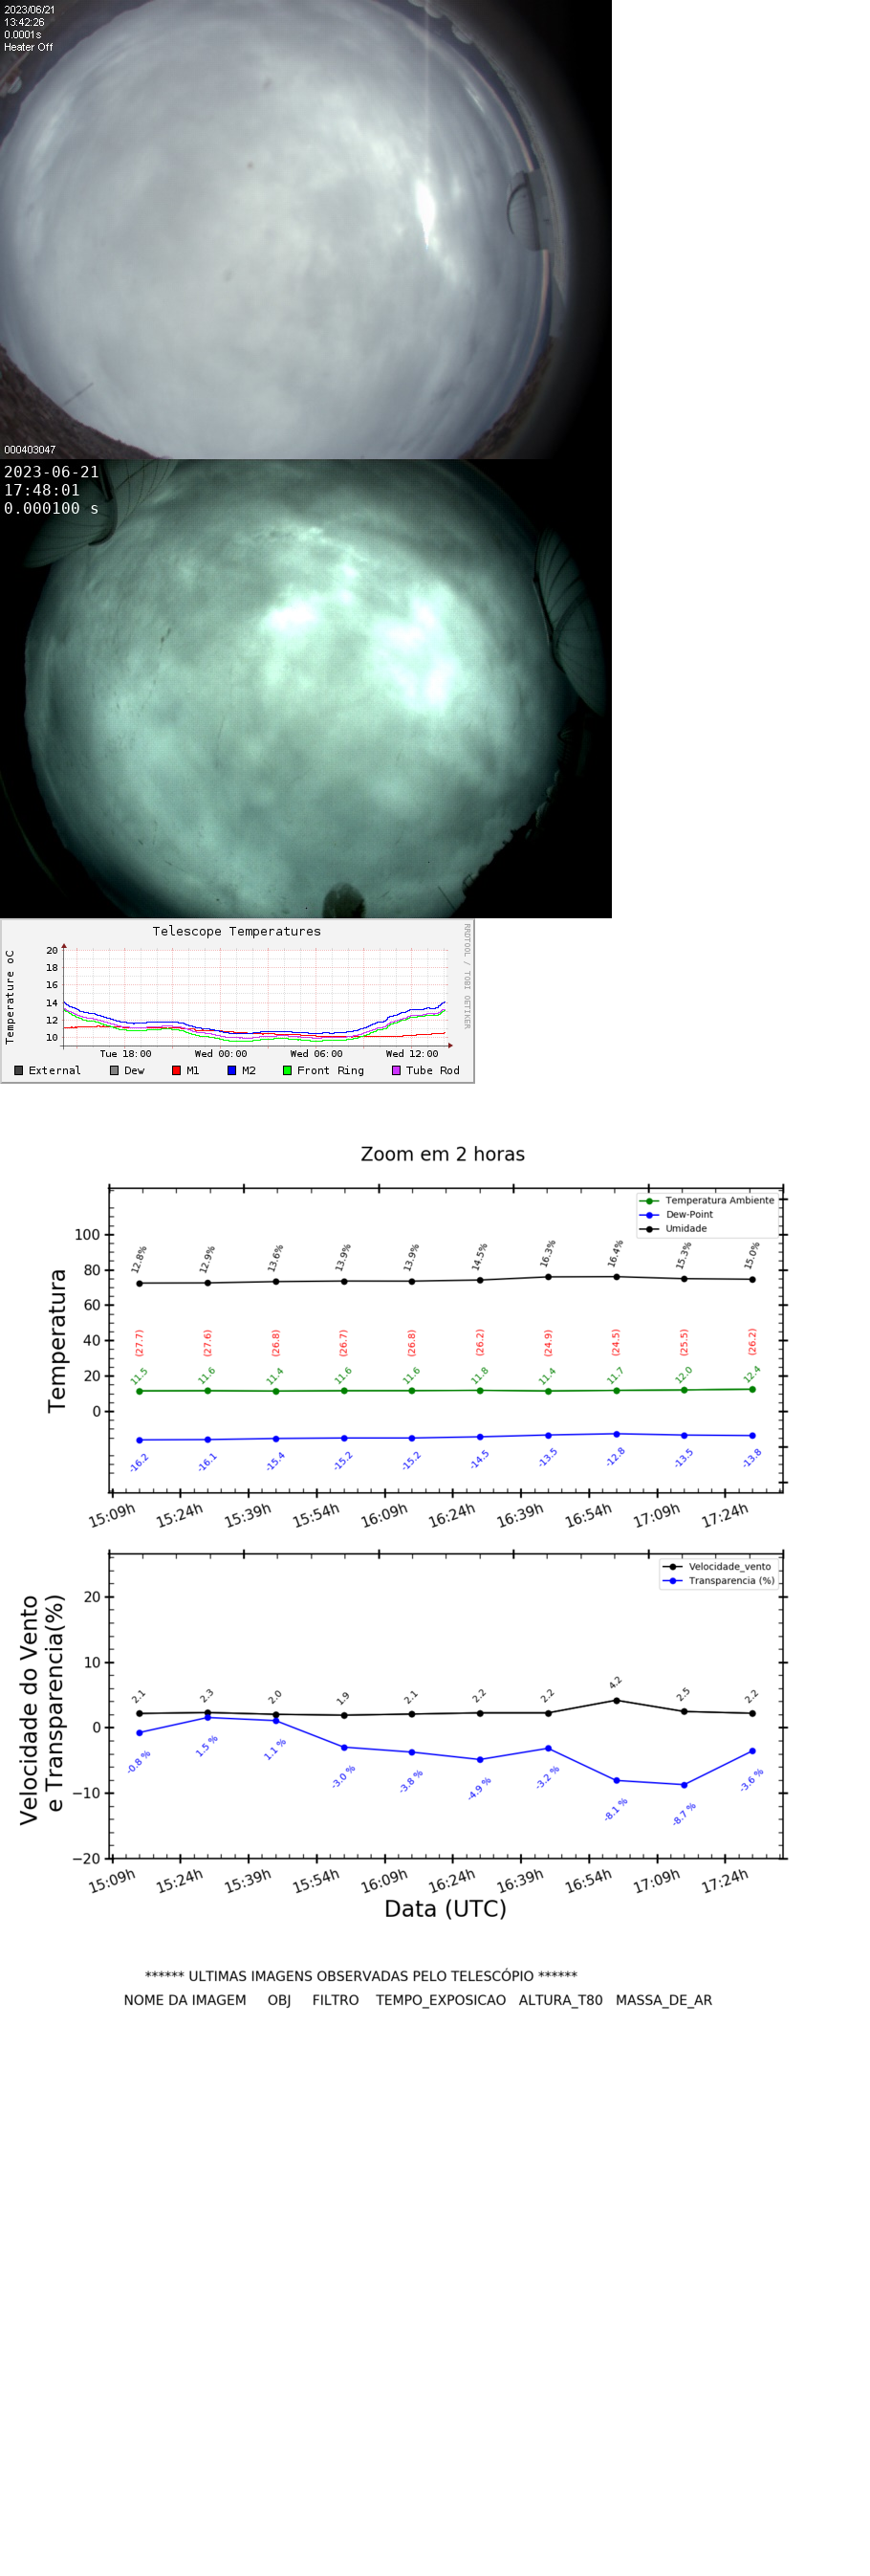 2023/06/21
13:42:26
0.0001s
Heater Off
000403047
2023-06-21
17:48:01
0.000100 s
Telescope Temperatures
RRDTOOL / TOBI OETIKER
Temperature oC
20
18
16
14
12
10
Tue 18:00 Wed 00:00 Wed 06:00 Wed 12:00
External Dew M1 M2 Front Ring Tube Rod
Zoom em 2 horas
Temperatura
Temperatura Ambiente
Dew-Point
Umidade
100
80
60
40
20
0
12.8% 12.9% 13.6% 13.9% 13.9% 14.5% 16.3% 16.4% 15.3% 15.0%
(27.7) (27.6) (26.8) (26.7) (26.8) (26.2) (24.9) (24.5) (25.5) (26.2)
11.5 11.6 11.4 11.6 11.6 11.8 11.4 11.7 12.0 12.4
-16.2 -16.1 -15.4 -15.2 -15.2 -14.5 -13.5 -12.8 -13.5 -13.8
15:09h 15:24h 15:39h 15:54h 16:09h 16:24h 16:39h 16:54h 17:09h 17:24h
Velocidade do Vento
e Transparencia(%)
Velocidade_vento
Transparencia (%)
20
10
0
−10
−20
2.1 2.3 2.0 1.9 2.1 2.2 2.2 4.2 2.5 2.2
-0.8 % 1.5 % 1.1 % -3.0 % -3.8 % -4.9 % -3.2 % -8.1 % -8.7 % -3.6 %
15:09h 15:24h 15:39h 15:54h 16:09h 16:24h 16:39h 16:54h 17:09h 17:24h
Data (UTC)
****** ULTIMAS IMAGENS OBSERVADAS PELO TELESCÓPIO ******
NOME DA IMAGEM OBJ FILTRO TEMPO_EXPOSICAO ALTURA_T80 MASSA_DE_AR